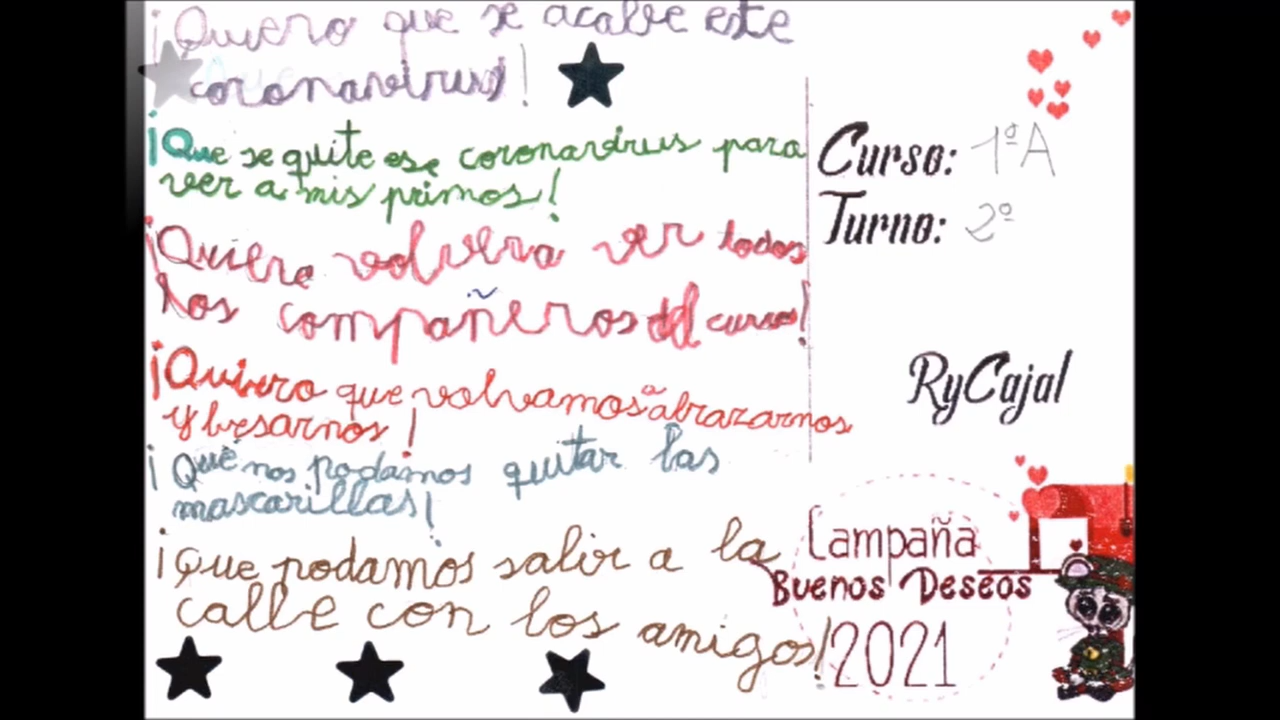 ¡Quiero que se acabe este
coronavirus!
¡Que se quite ese coronavirus para
ver a mis primos!
¡Quiero volver a ver todos
los compañeros del curso!
¡Quiero que volvamos a abrazarnos
y besarnos!
¡Que nos podamos quitar las
mascarillas!
¡Que podamos salir a la
calle con los amigos!
Curso: 1º A
Turno: 2º
RyCajal
Campaña
Buenos Deseos
2021